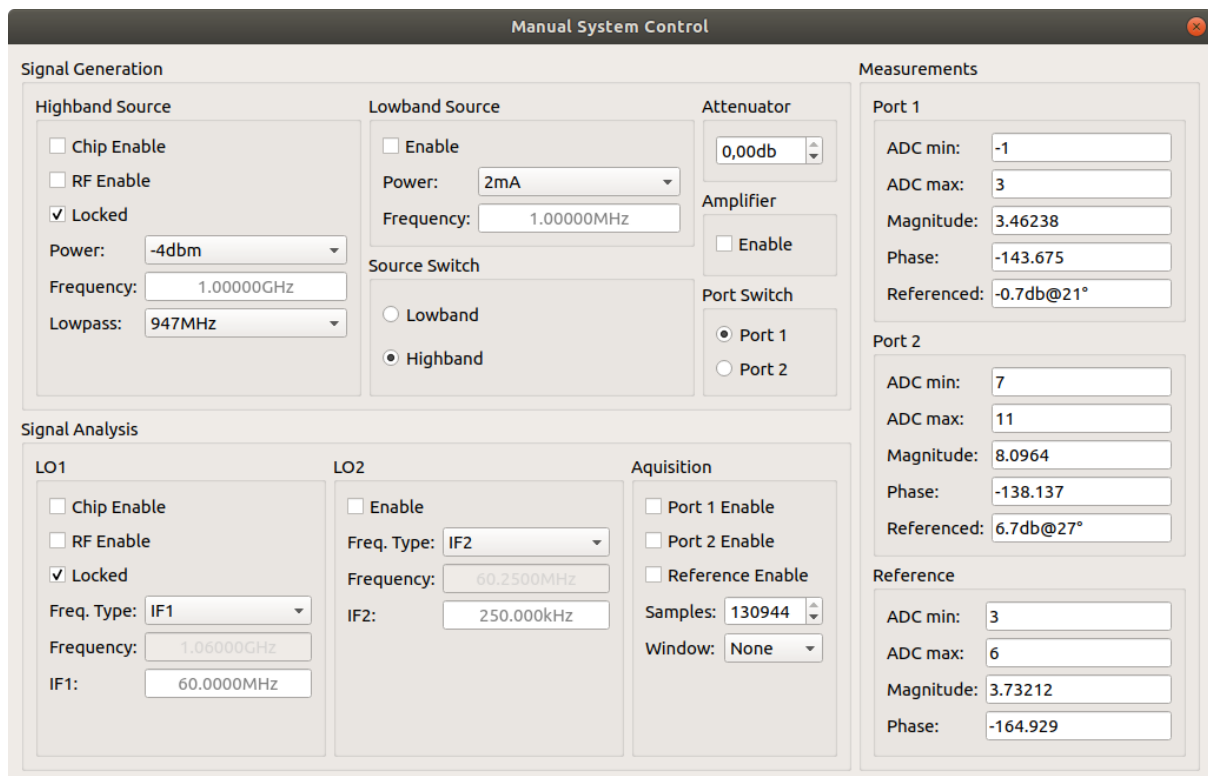 Manual System Control
Signal Generation
Highband Source
Chip Enable
RF Enable
Locked
Power: -4dbm
Frequency: 1.00000GHz
Lowpass: 947MHz
Lowband Source
Enable
Power: 2mA
Frequency: 1.00000MHz
Source Switch
Lowband
Highband
Attenuator
0,00db
Amplifier
Enable
Port Switch
Port 1
Port 2
Signal Analysis
LO1
Chip Enable
RF Enable
Locked
Freq. Type: IF1
Frequency: 1.06000GHz
IF1: 60.0000MHz
LO2
Enable
Freq. Type: IF2
Frequency: 60.2500MHz
IF2: 250.000kHz
Aquisition
Port 1 Enable
Port 2 Enable
Reference Enable
Samples: 130944
Window: None
Measurements
Port 1
ADC min: -1
ADC max: 3
Magnitude: 3.46238
Phase: -143.675
Referenced: -0.7db@21°
Port 2
ADC min: 7
ADC max: 11
Magnitude: 8.0964
Phase: -138.137
Referenced: 6.7db@27°
Reference
ADC min: 3
ADC max: 6
Magnitude: 3.73212
Phase: -164.929